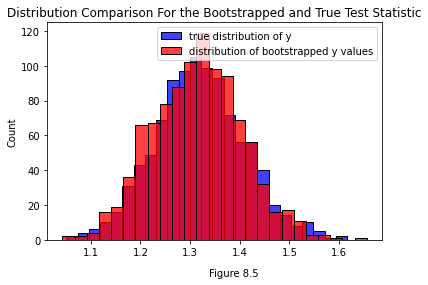 Distribution Comparison For the Bootstrapped and True Test Statistic
true distribution of y
distribution of bootstrapped y values
120
100
80
60
40
20
0
Count
1.1 1.2 1.3 1.4 1.5 1.6
Figure 8.5